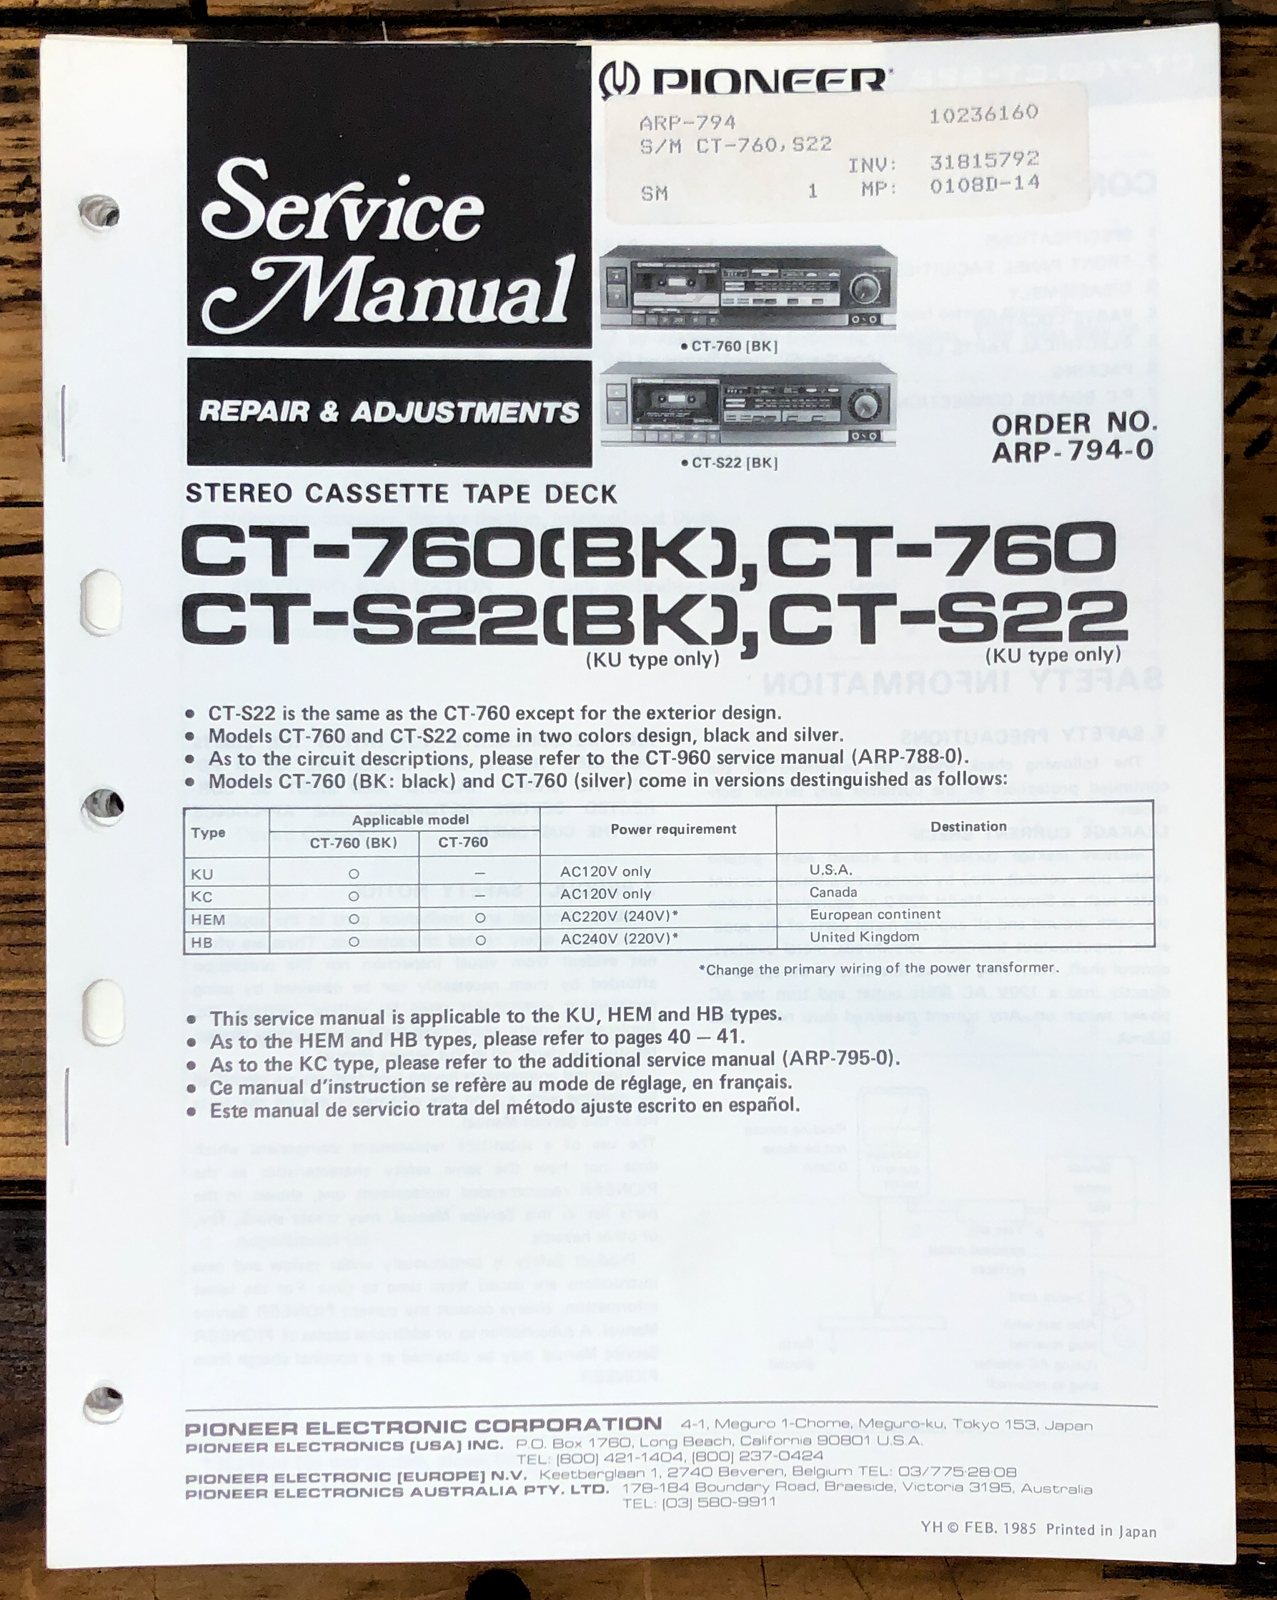 Service
Manual
REPAIR & ADJUSTMENTS
PIONEER
ARP-794 10236160
S/M CT-760,S22
INV: 31815792
SM 1 MP: 0108D-14
● CT-760 [BK]
● CT-S22 [BK]
ORDER NO.
ARP-794-0
STEREO CASSETTE TAPE DECK
CT-760(BK),CT-760
CT-S22(BK),CT-S22
(KU type only) (KU type only)
● CT-S22 is the same as the CT-760 except for the exterior design.
● Models CT-760 and CT-S22 come in two colors design, black and silver.
● As to the circuit descriptions, please refer to the CT-960 service manual (ARP-788-0).
● Models CT-760 (BK: black) and CT-760 (silver) come in versions destinguished as follows:
Type Applicable model Power requirement Destination
CT-760 (BK) CT-760
KU ○ – AC120V only U.S.A.
KC ○ – AC120V only Canada
HEM ○ ○ AC220V (240V)* European continent
HB ○ ○ AC240V (220V)* United Kingdom
*Change the primary wiring of the power transformer.
● This service manual is applicable to the KU, HEM and HB types.
● As to the HEM and HB types, please refer to pages 40 – 41.
● As to the KC type, please refer to the additional service manual (ARP-795-0).
● Ce manual d'instruction se refère au mode de réglage, en français.
● Este manual de servicio trata del método ajuste escrito en español.
PIONEER ELECTRONIC CORPORATION 4-1, Meguro 1-Chome, Meguro-ku, Tokyo 153, Japan
PIONEER ELECTRONICS [USA] INC. P.O. Box 1760, Long Beach, California 90801 U.S.A.
TEL: [800] 421-1404, [800] 237-0424
PIONEER ELECTRONIC [EUROPE] N.V. Keetberglaan 1, 2740 Beveren, Belgium TEL: 03/775·28·08
PIONEER ELECTRONICS AUSTRALIA PTY. LTD. 178-184 Boundary Road, Braeside, Victoria 3195, Australia
TEL: [03] 580-9911
YH © FEB. 1985 Printed in Japan